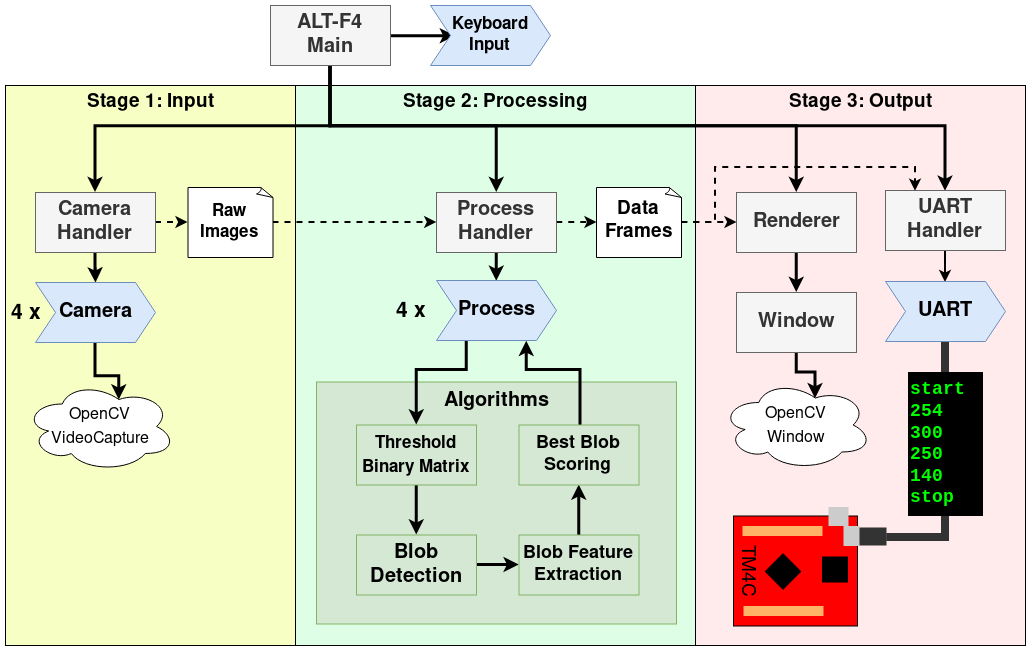 ALT-F4
Main
Keyboard
Input
Stage 1: Input
Stage 2: Processing
Stage 3: Output
Camera
Handler
Raw
Images
Process
Handler
Data
Frames
Renderer
UART
Handler
4 x
Camera
4 x
Process
Window
UART
OpenCV
VideoCapture
Algorithms
Threshold
Binary Matrix
Best Blob
Scoring
Blob
Detection
Blob Feature
Extraction
OpenCV
Window
start
254
300
250
140
stop
TM4C